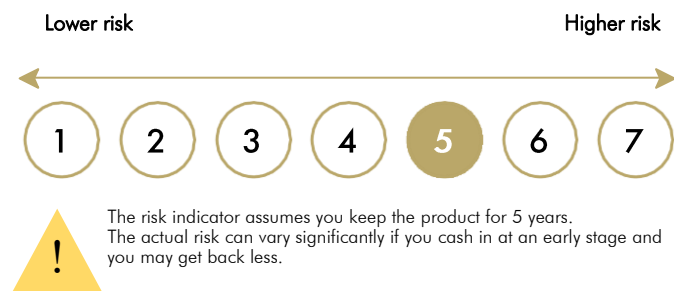 Lower risk Higher risk
1 2 3 4 5 6 7
The risk indicator assumes you keep the product for 5 years.
! The actual risk can vary significantly if you cash in at an early stage and
you may get back less.